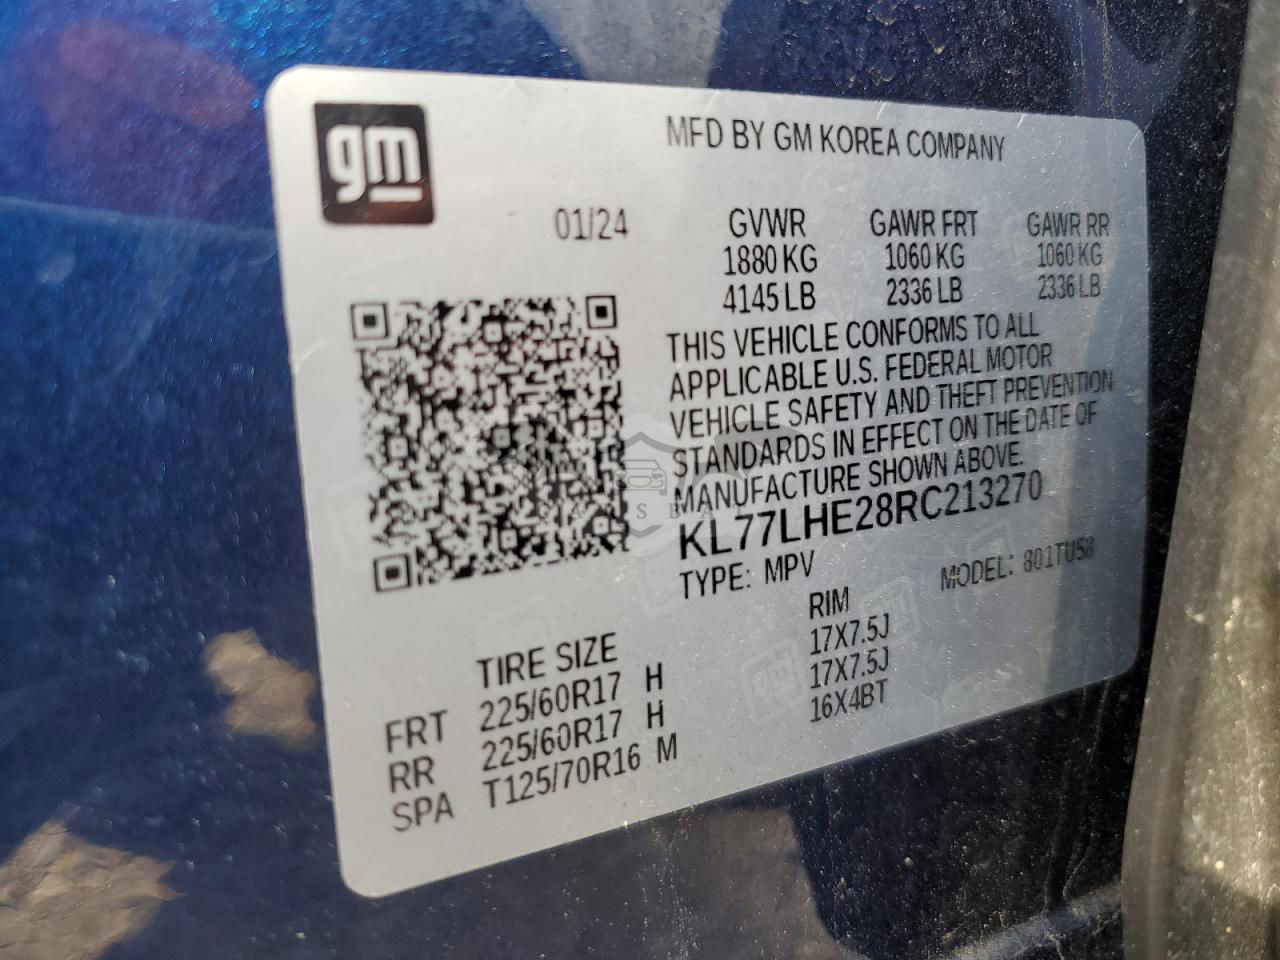 gm
MFD BY GM KOREA COMPANY
01/24 GVWR GAWR FRT GAWR RR
1880 KG 1060 KG 1060 KG
4145 LB 2336 LB 2336 LB
THIS VEHICLE CONFORMS TO ALL
APPLICABLE U.S. FEDERAL MOTOR
VEHICLE SAFETY AND THEFT PREVENTION
STANDARDS IN EFFECT ON THE DATE OF
MANUFACTURE SHOWN ABOVE.
KL77LHE28RC213270
TYPE: MPV MODEL: 801TU58
TIRE SIZE RIM
FRT 225/60R17 H 17X7.5J
RR 225/60R17 H 17X7.5J
SPA T125/70R16 M 16X4BT